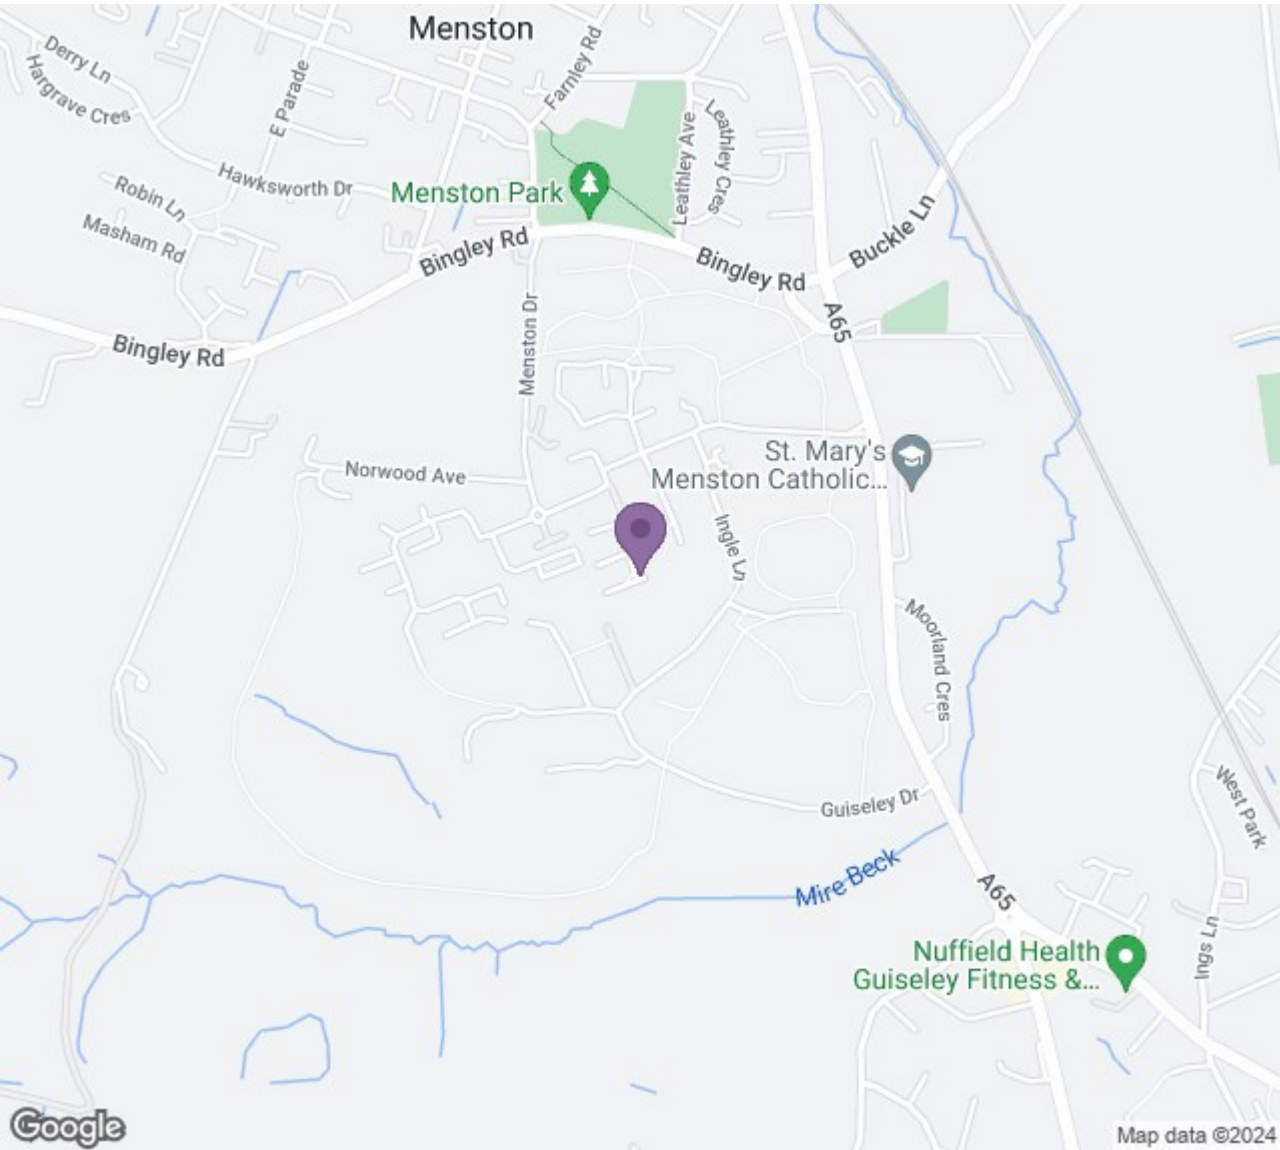 Menston
Farnley Rd
Derry Ln
Hargrave Cres
E Parade
Leathley Ave
Leathley Cres
Hawksworth Dr
Robin Ln
Menston Park
Masham Rd
Bingley Rd
Buckle Ln
Bingley Rd
A65
Menston Dr
Bingley Rd
St. Mary's
Menston Catholic...
Norwood Ave
Ingle Ln
Moorland Cres
West Park
Guiseley Dr
Mire Beck
A65
Ings Ln
Nuffield Health
Guiseley Fitness &...
Google
Map data ©2024